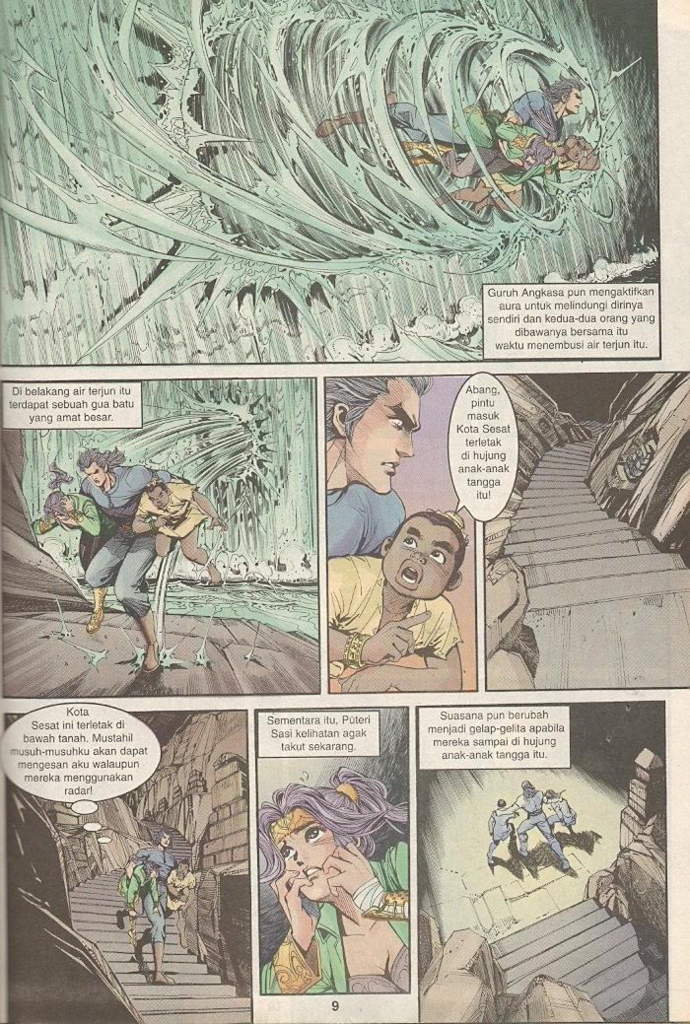 Guruh Angkasa pun mengaktifkan
aura untuk melindungi dirinya
sendiri dan kedua-dua orang yang
dibawanya bersama itu
waktu menembusi air terjun itu.
Di belakang air terjun itu
terdapat sebuah gua batu
yang amat besar.
Abang,
pintu
masuk
Kota Sesat
terletak
di hujung
anak-anak
tangga
itu!
Kota
Sesat ini terletak di
bawah tanah. Mustahil
musuh-musuhku akan dapat
mengesan aku walaupun
mereka menggunakan
radar!
Sementara itu, Puteri
Sasi kelihatan agak
takut sekarang.
Suasana pun berubah
menjadi gelap-gelita apabila
mereka sampai di hujung
anak-anak tangga itu.
9